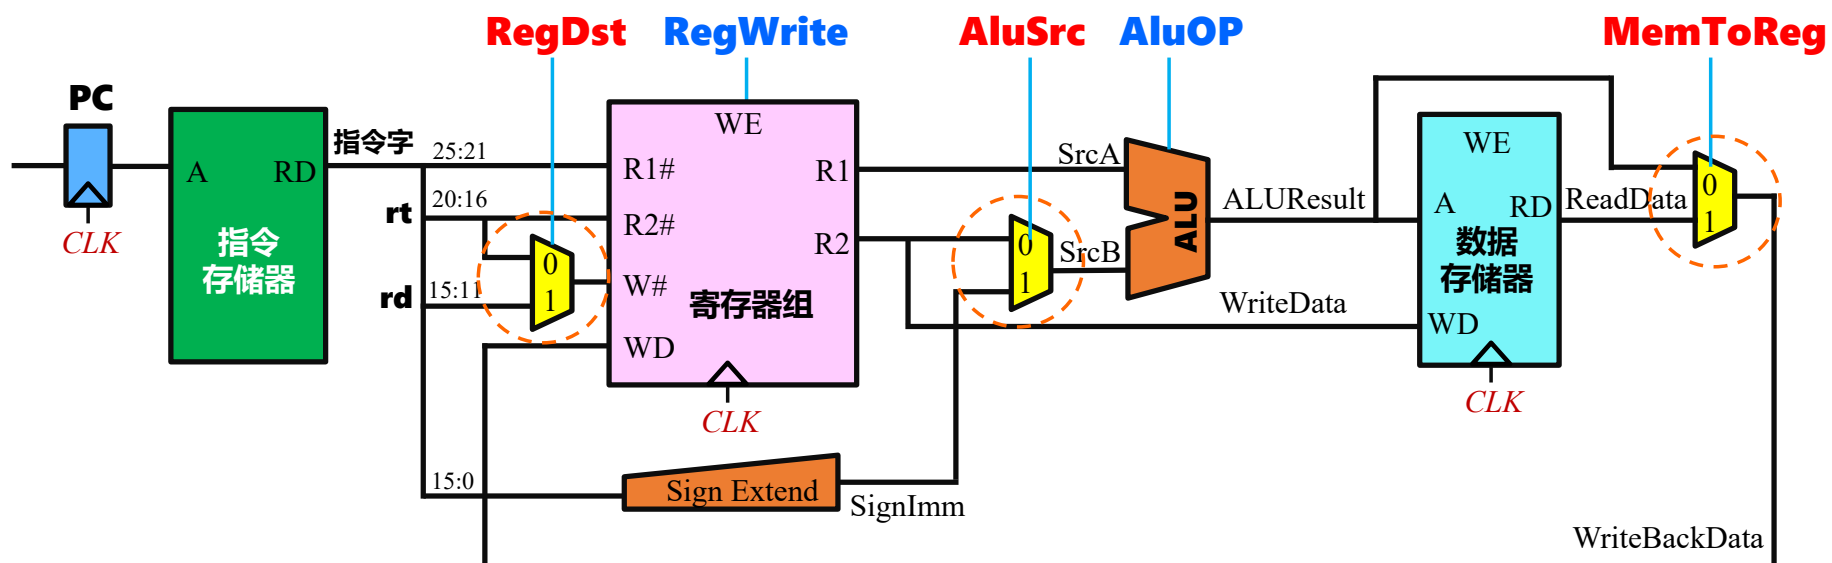 RegDst RegWrite AluSrc AluOP MemToReg
PC
指令字
25:21
A RD
CLK
指令
存储器
rt
20:16
rd
15:11
0
1
WE
R1#
R2#
W#
WD
R1
R2
寄存器组
CLK
15:0
Sign Extend
SignImm
SrcA
0
1
SrcB
ALU
ALUResult
WriteData
WE
A RD
数据
存储器
WD
CLK
ReadData
0
1
WriteBackData